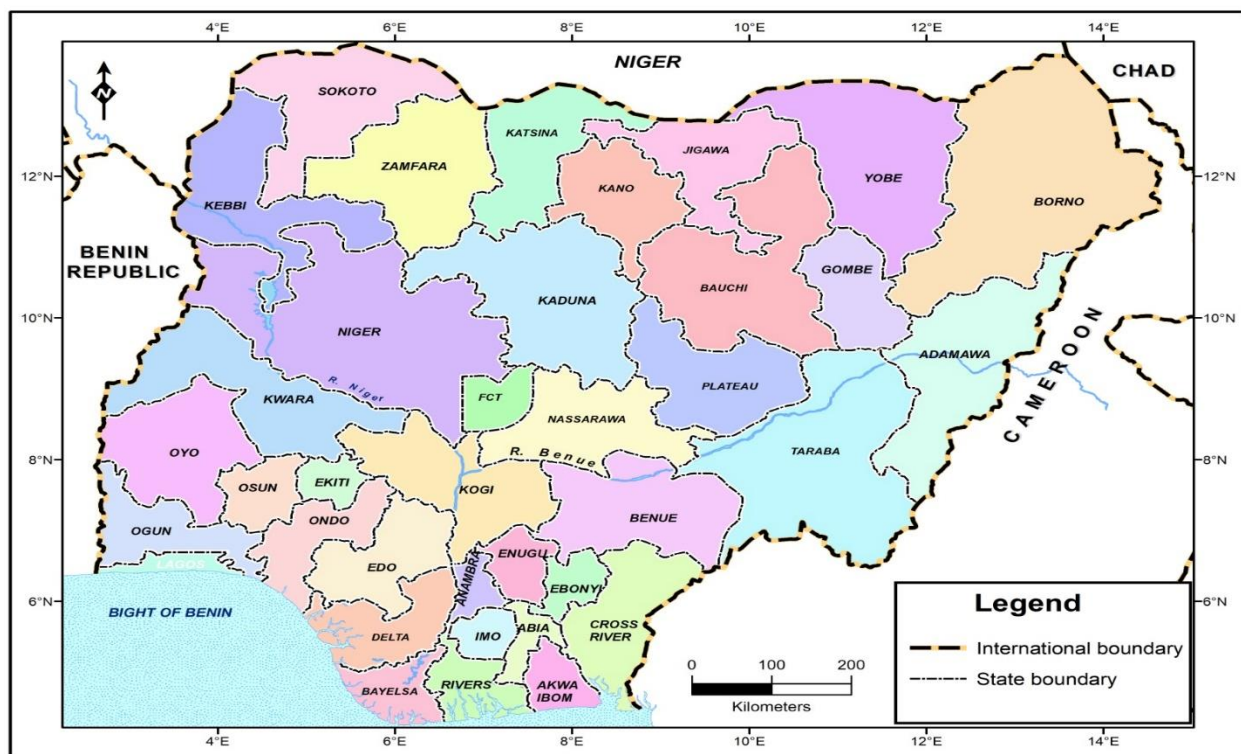 4°E 6°E 8°E 10°E 12°E 14°E
N
NIGER
CHAD
SOKOTO
KATSINA
ZAMFARA
JIGAWA
12°N
KANO
YOBE
12°N
KEBBI
BORNO
BENIN
REPUBLIC
GOMBE
BAUCHI
KADUNA
10°N
NIGER
10°N
ADAMAWA
CAMEROON
R. Niger
PLATEAU
KWARA
FCT
NASSARAWA
OYO
R. Benue
TARABA
8°N
8°N
OSUN
EKITI
KOGI
OGUN
ONDO
BENUE
LAGOS
EDO
ENUGU
ANAMBRA
EBONYI
6°N
BIGHT OF BENIN
6°N
DELTA
IMO
ABIA
CROSS
RIVER
BAYELSA
RIVERS
AKWA
IBOM
0 100 200
Kilometers
Legend
International boundary
State boundary
4°E 6°E 8°E 10°E 12°E 14°E